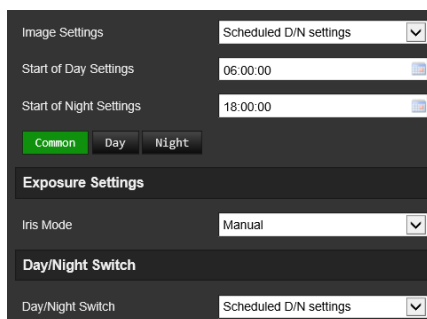 Image Settings Scheduled D/N settings
Start of Day Settings 06:00:00
Start of Night Settings 18:00:00
Common Day Night
Exposure Settings
Iris Mode Manual
Day/Night Switch
Day/Night Switch Scheduled D/N settings